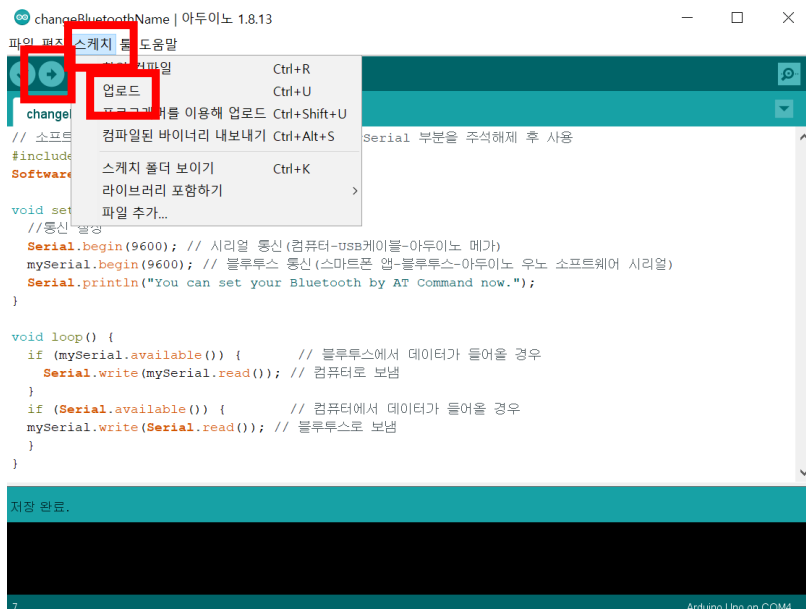 changeBluetoothName | 아두이노 1.8.13
파일 편집 스케치 툴 도움말
Ctrl+R
업로드 Ctrl+U
프로그래머를 이용해 업로드 Ctrl+Shift+U
컴파일된 바이너리 내보내기 Ctrl+Alt+S
스케치 폴더 보이기 Ctrl+K
라이브러리 포함하기
파일 추가...
// 소프트 Serial 부분을 주석해제 후 사용
#include
Software
void set
//통신 설정
Serial.begin(9600); // 시리얼 통신(컴퓨터-USB케이블-아두이노 메가)
mySerial.begin(9600); // 블루투스 통신(스마트폰 앱-블루투스-아두이노 우노 소프트웨어 시리얼)
Serial.println("You can set your Bluetooth by AT Command now.");
}
void loop() {
if (mySerial.available()) { // 블루투스에서 데이터가 들어올 경우
Serial.write(mySerial.read()); // 컴퓨터로 보냄
}
if (Serial.available()) { // 컴퓨터에서 데이터가 들어올 경우
mySerial.write(Serial.read()); // 블루투스로 보냄
}
}
저장 완료.
7 Arduino Uno on COM4